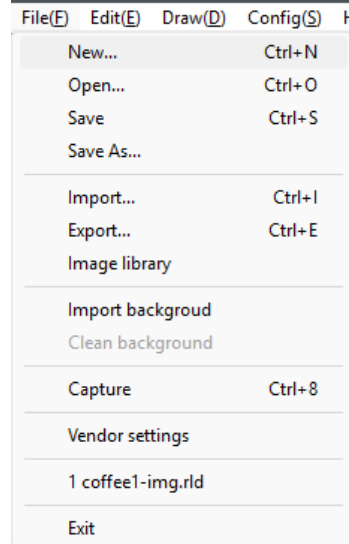 File(F) Edit(E) Draw(D) Config(S)
New... Ctrl+N
Open... Ctrl+O
Save Ctrl+S
Save As...
Import... Ctrl+I
Export... Ctrl+E
Image library
Import backgroud
Clean background
Capture Ctrl+8
Vendor settings
1 coffee1-img.rld
Exit